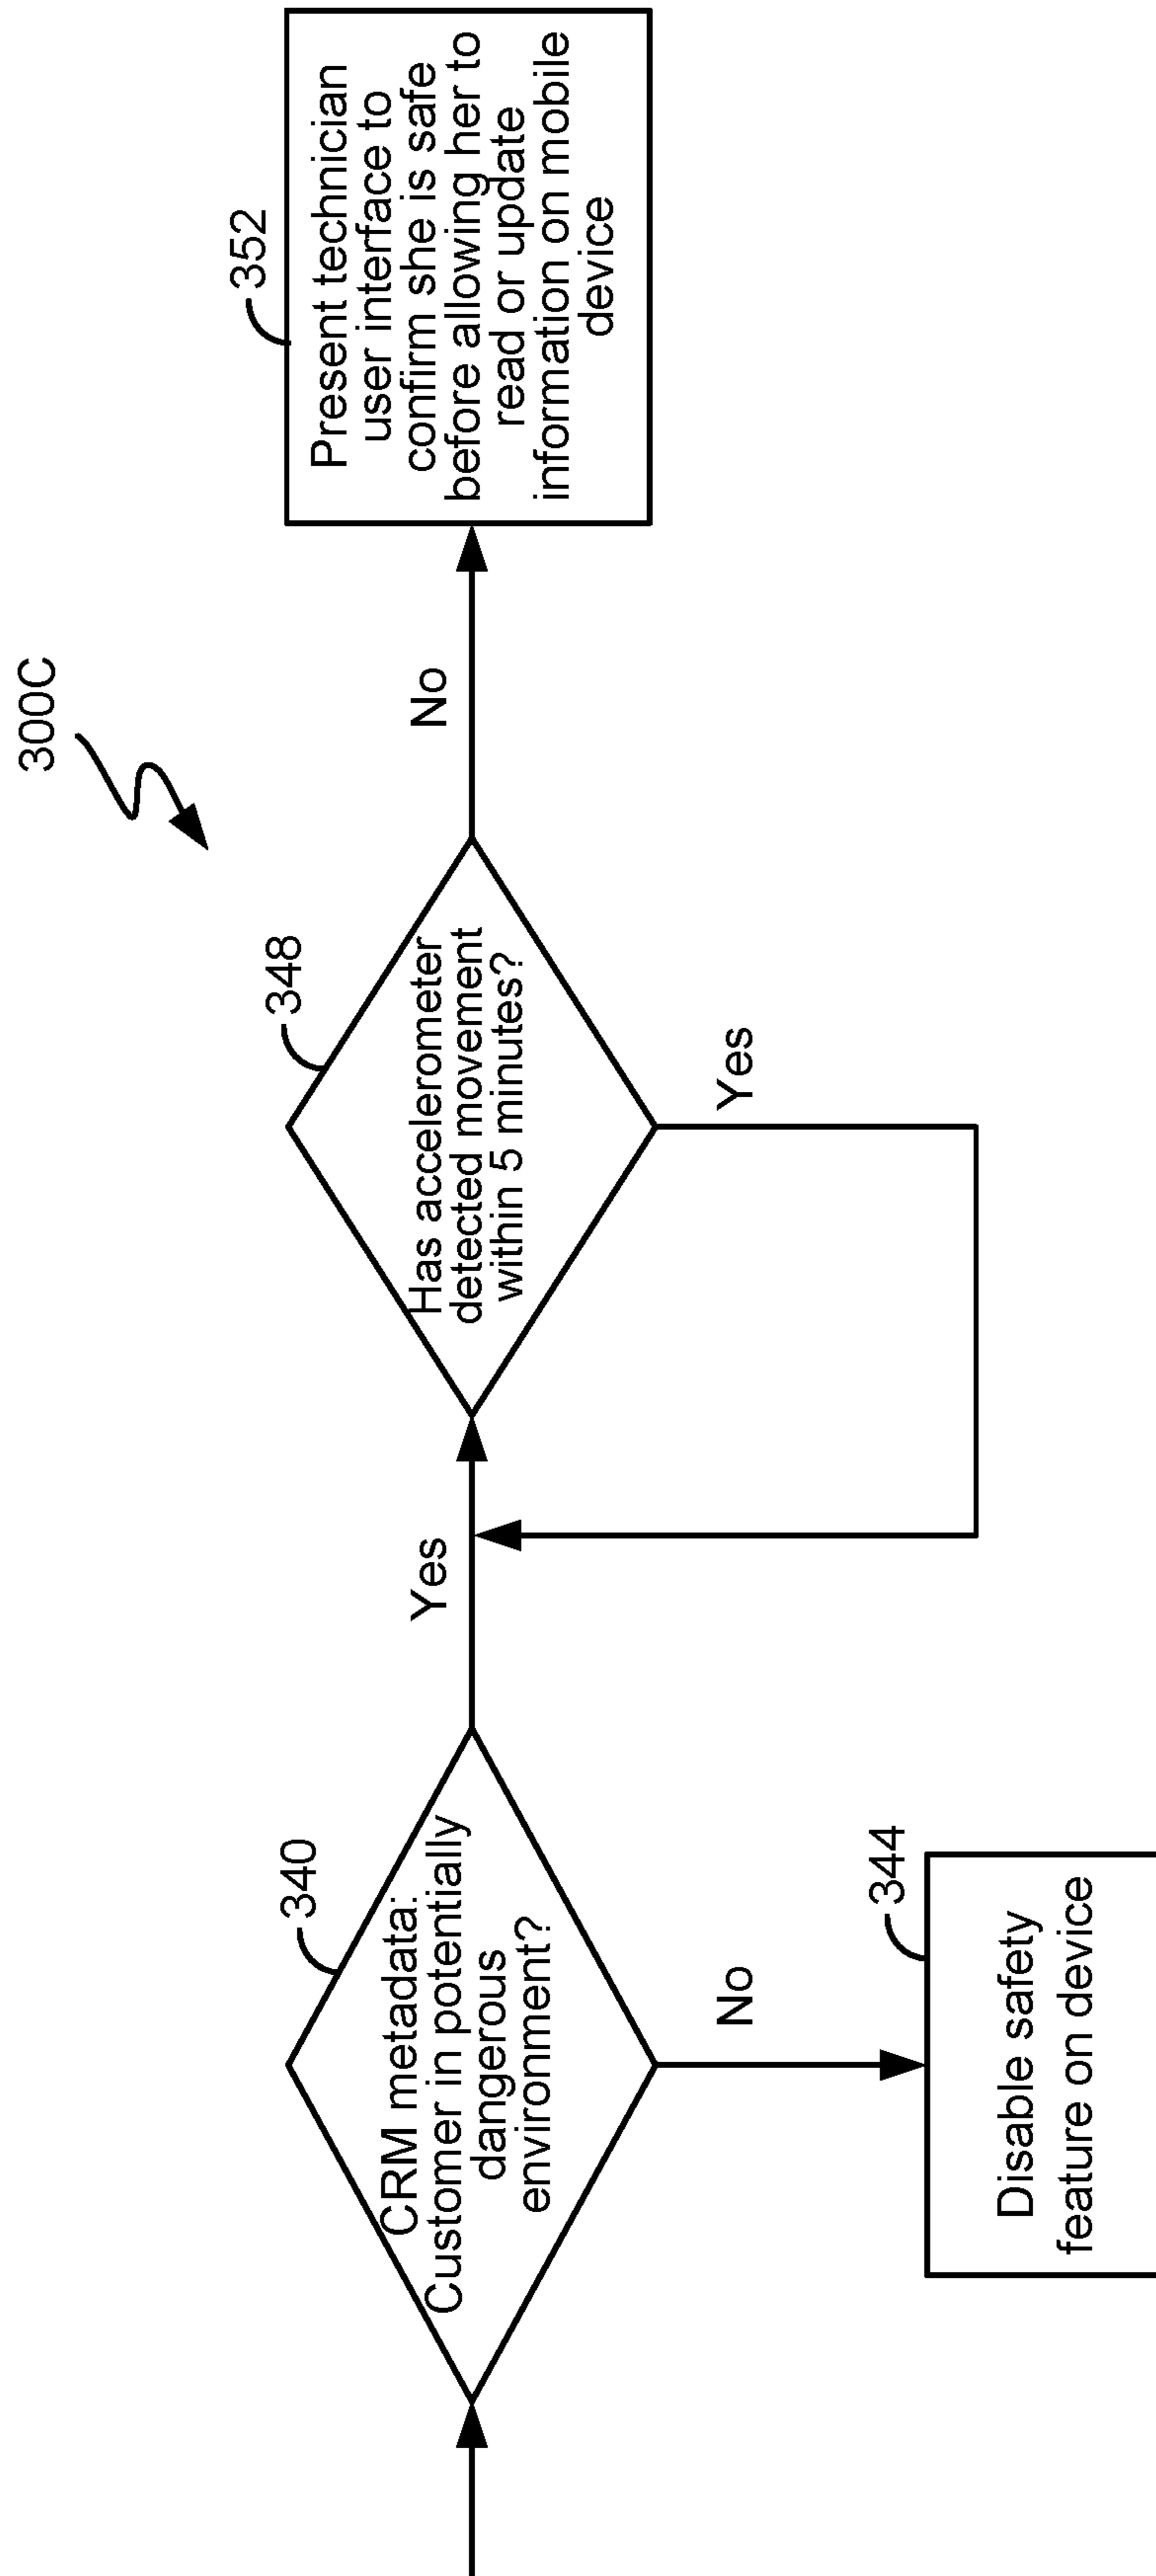 300C
340
CRM metadata:
Customer in potentially
dangerous
environment?
Yes
No
344
Disable safety
feature on device
348
Has accelerometer
detected movement
within 5 minutes?
Yes
No
352
Present technician
user interface to
confirm she is safe
before allowing her to
read or update
information on mobile
device